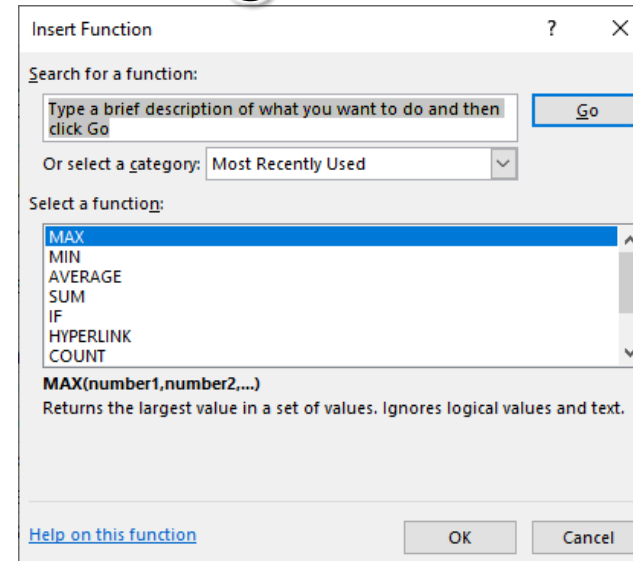 Insert Function
?
Search for a function:
Type a brief description of what you want to do and then
click Go
Go
Or select a category: Most Recently Used
Select a function:
MAX
MIN
AVERAGE
SUM
IF
HYPERLINK
COUNT
MAX(number1,number2,...)
Returns the largest value in a set of values. Ignores logical values and text.
Help on this function
OK
Cancel